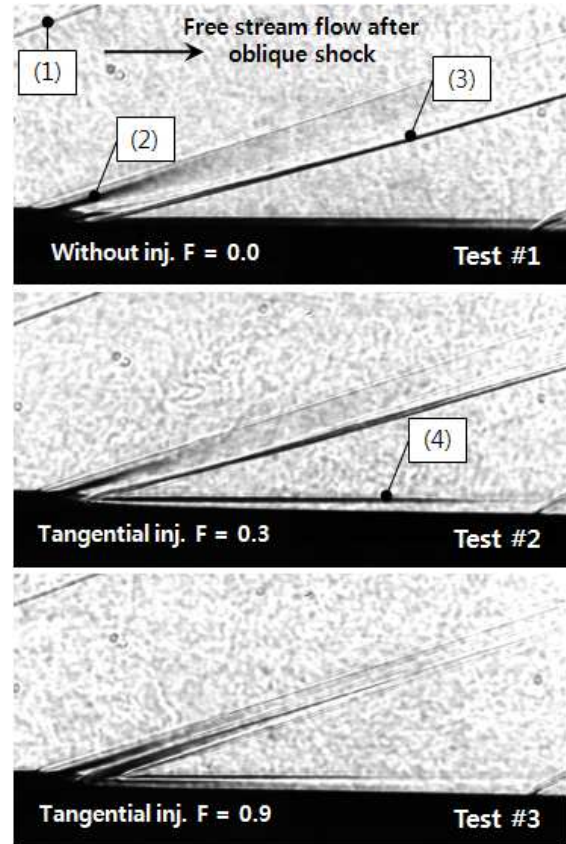 Free stream flow after
oblique shock
(1)
(3)
(2)
Without inj. F = 0.0
Test #1
(4)
Tangential inj. F = 0.3
Test #2
Tangential inj. F = 0.9
Test #3